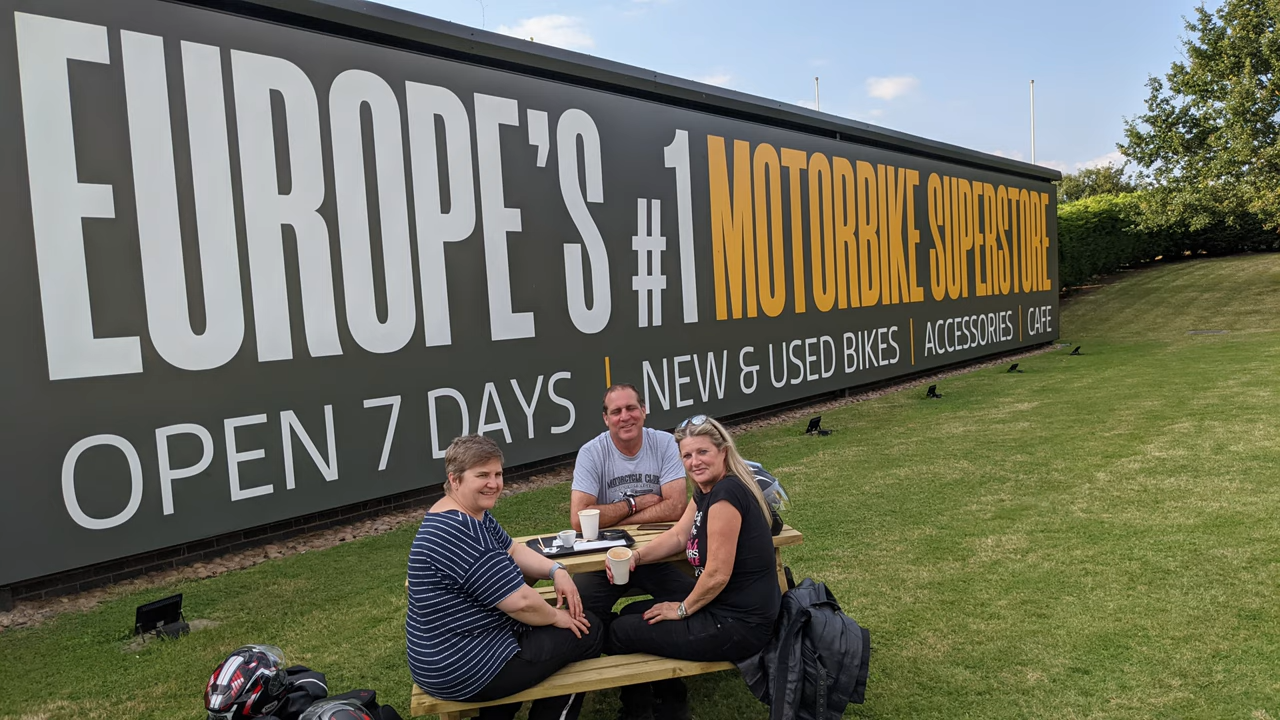 EUROPE'S #1 MOTORBIKE SUPERSTORE
OPEN 7 DAYS | NEW & USED BIKES | ACCESSORIES | CAFE
MOTORCYCLE CLUB